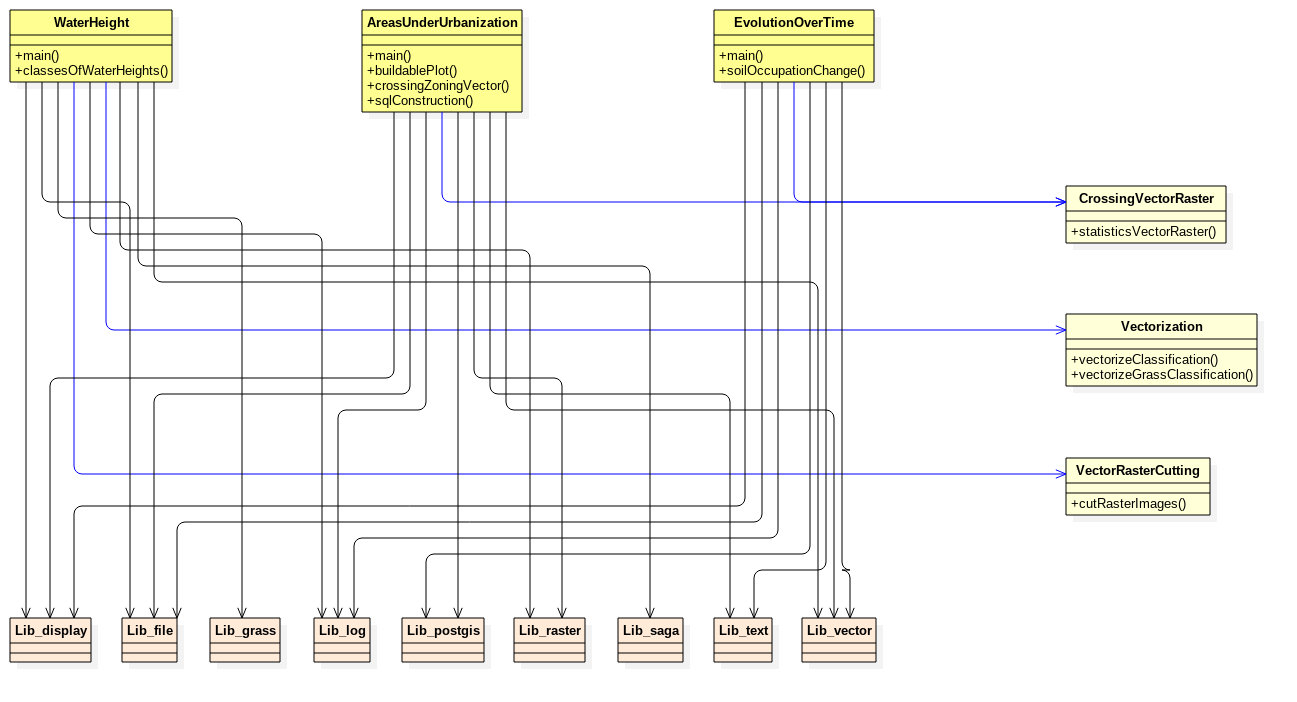 WaterHeight
+main()
+classesOfWaterHeights()
AreasUnderUrbanization
+main()
+buildablePlot()
+crossingZoningVector()
+sqlConstruction()
EvolutionOverTime
+main()
+soilOccupationChange()
CrossingVectorRaster
+statisticsVectorRaster()
Vectorization
+vectorizeClassification()
+vectorizeGrassClassification()
VectorRasterCutting
+cutRasterImages()
Lib_display
Lib_file
Lib_grass
Lib_log
Lib_postgis
Lib_raster
Lib_saga
Lib_text
Lib_vector